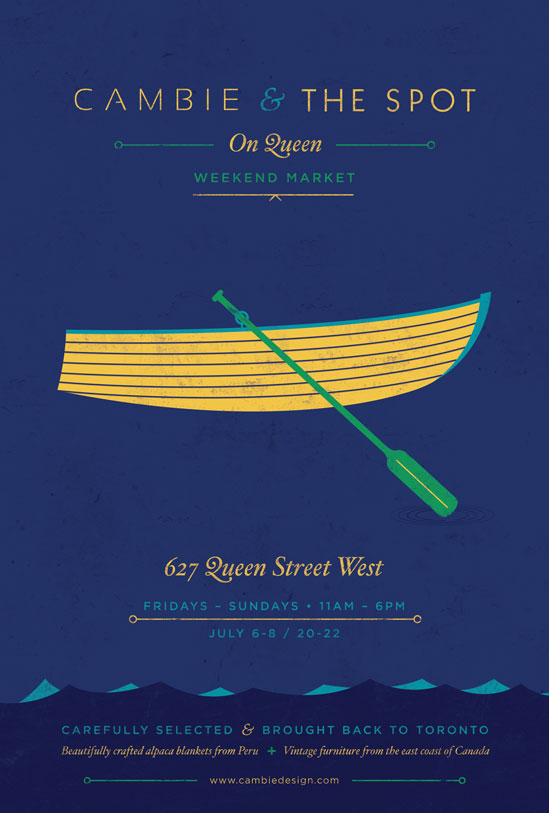 CAMBIE & THE SPOT
On Queen
WEEKEND MARKET
627 Queen Street West
FRIDAYS – SUNDAYS • 11AM – 6PM
JULY 6-8 / 20-22
CAREFULLY SELECTED & BROUGHT BACK TO TORONTO
Beautifully crafted alpaca blankets from Peru + Vintage furniture from the east coast of Canada
www.cambiedesign.com